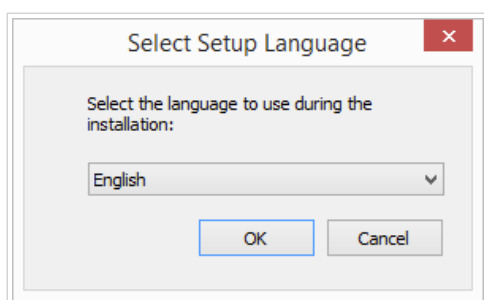 Select Setup Language
Select the language to use during the
installation:
English
OK Cancel